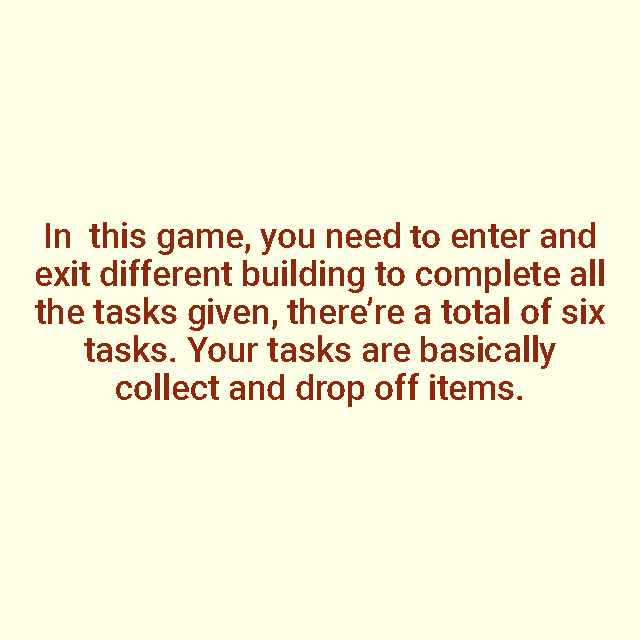 In  this game, you need to enter and
exit different building to complete all
the tasks given, there’re a total of six
tasks. Your tasks are basically
collect and drop off items.